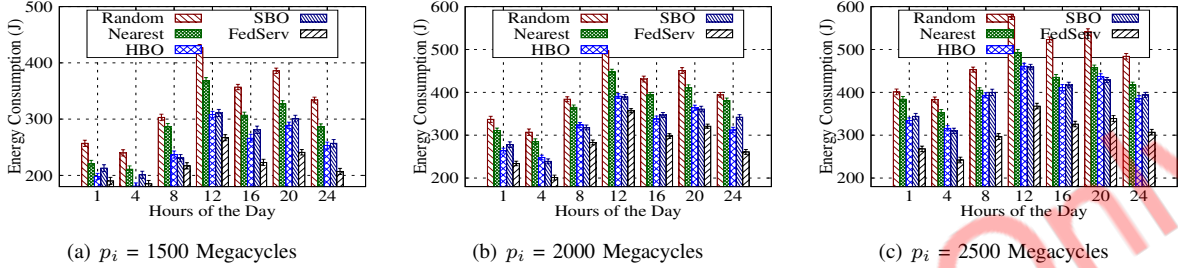 500
400
300
200
Energy Consumption (J)
Random
Nearest
HBO
SBO
FedServ
1 4 8 12 16 20 24
Hours of the Day
(a) p_i = 1500 Megacycles
600
500
400
300
200
Energy Consumption (J)
Random
Nearest
HBO
SBO
FedServ
1 4 8 12 16 20 24
Hours of the Day
(b) p_i = 2000 Megacycles
600
500
400
300
200
Energy Consumption (J)
Random
Nearest
HBO
SBO
FedServ
1 4 8 12 16 20 24
Hours of the Day
(c) p_i = 2500 Megacycles